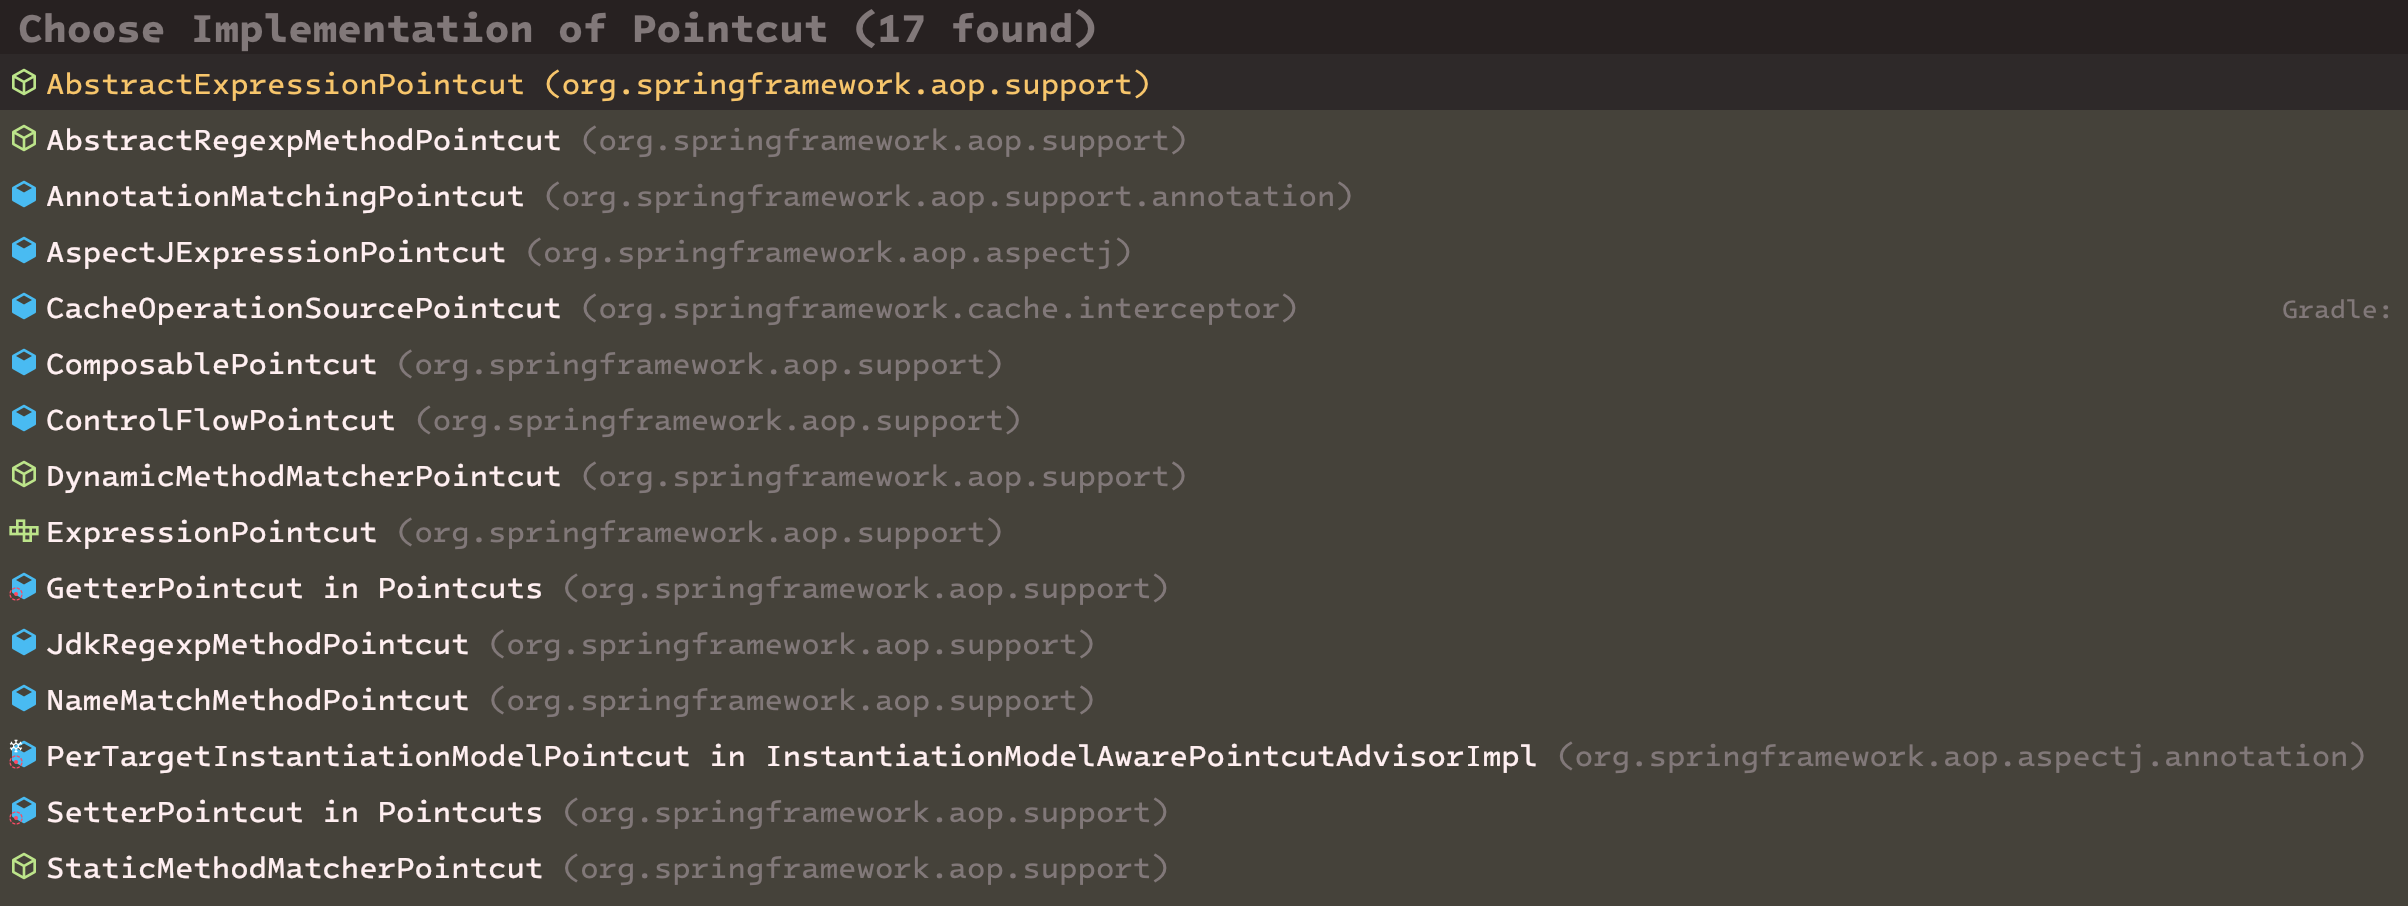 Choose Implementation of Pointcut (17 found)
AbstractExpressionPointcut (org.springframework.aop.support)
AbstractRegexpMethodPointcut (org.springframework.aop.support)
AnnotationMatchingPointcut (org.springframework.aop.support.annotation)
AspectJExpressionPointcut (org.springframework.aop.aspectj)
CacheOperationSourcePointcut (org.springframework.cache.interceptor) Gradle:
ComposablePointcut (org.springframework.aop.support)
ControlFlowPointcut (org.springframework.aop.support)
DynamicMethodMatcherPointcut (org.springframework.aop.support)
ExpressionPointcut (org.springframework.aop.support)
GetterPointcut in Pointcuts (org.springframework.aop.support)
JdkRegexpMethodPointcut (org.springframework.aop.support)
NameMatchMethodPointcut (org.springframework.aop.support)
PerTargetInstantiationModelPointcut in InstantiationModelAwarePointcutAdvisorImpl (org.springframework.aop.aspectj.annotation)
SetterPointcut in Pointcuts (org.springframework.aop.support)
StaticMethodMatcherPointcut (org.springframework.aop.support)